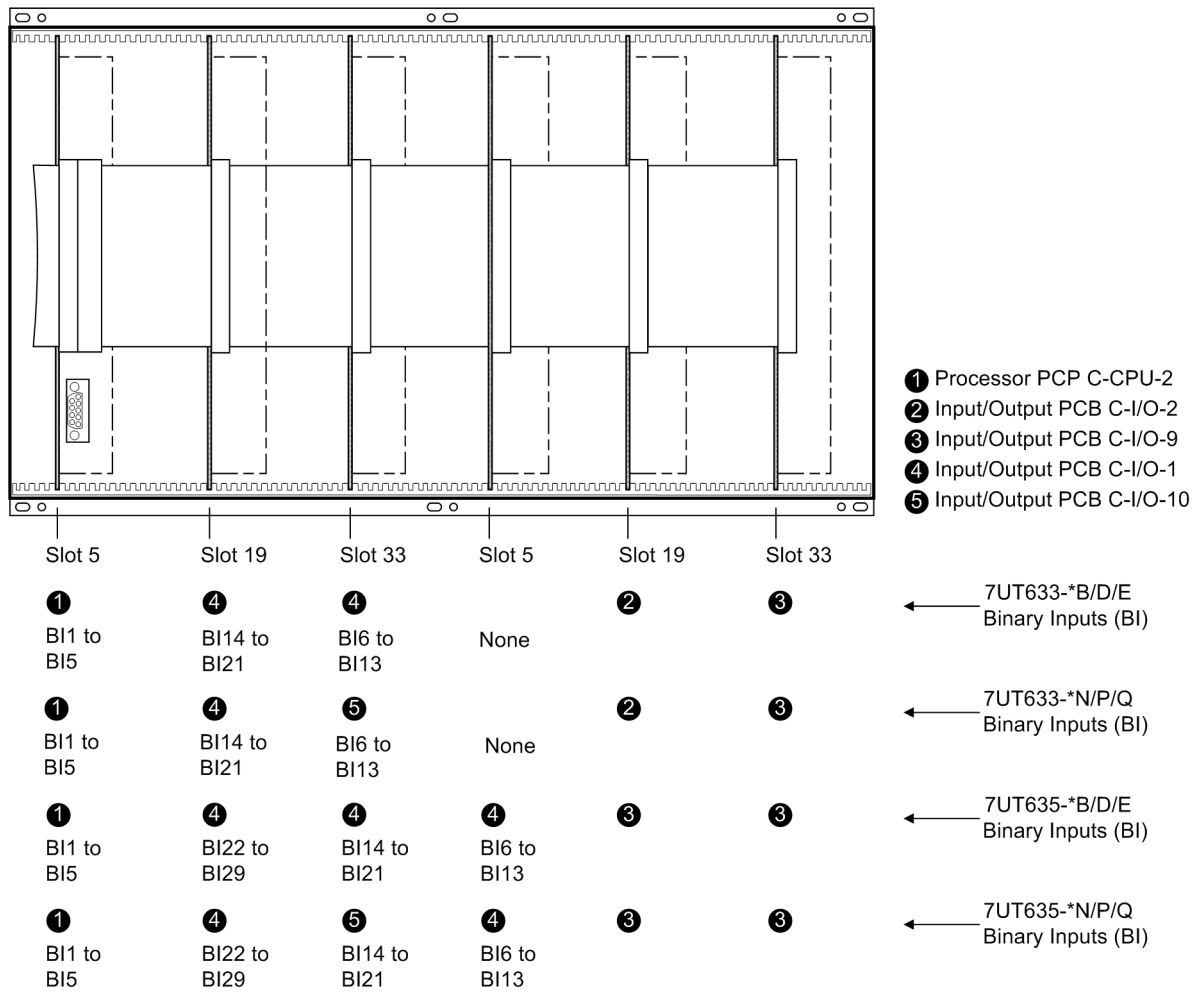 1 Processor PCP C-CPU-2
2 Input/Output PCB C-I/O-2
3 Input/Output PCB C-I/O-9
4 Input/Output PCB C-I/O-1
5 Input/Output PCB C-I/O-10
Slot 5 Slot 19 Slot 33 Slot 5 Slot 19 Slot 33
1 4 4 2 3 7UT633-*B/D/E
Binary Inputs (BI)
BI1 to BI14 to BI6 to None
BI5 BI21 BI13
1 4 5 2 3 7UT633-*N/P/Q
Binary Inputs (BI)
BI1 to BI14 to BI6 to None
BI5 BI21 BI13
1 4 4 4 3 3 7UT635-*B/D/E
Binary Inputs (BI)
BI1 to BI22 to BI14 to BI6 to
BI5 BI29 BI21 BI13
1 4 5 4 3 3 7UT635-*N/P/Q
Binary Inputs (BI)
BI1 to BI22 to BI14 to BI6 to
BI5 BI29 BI21 BI13